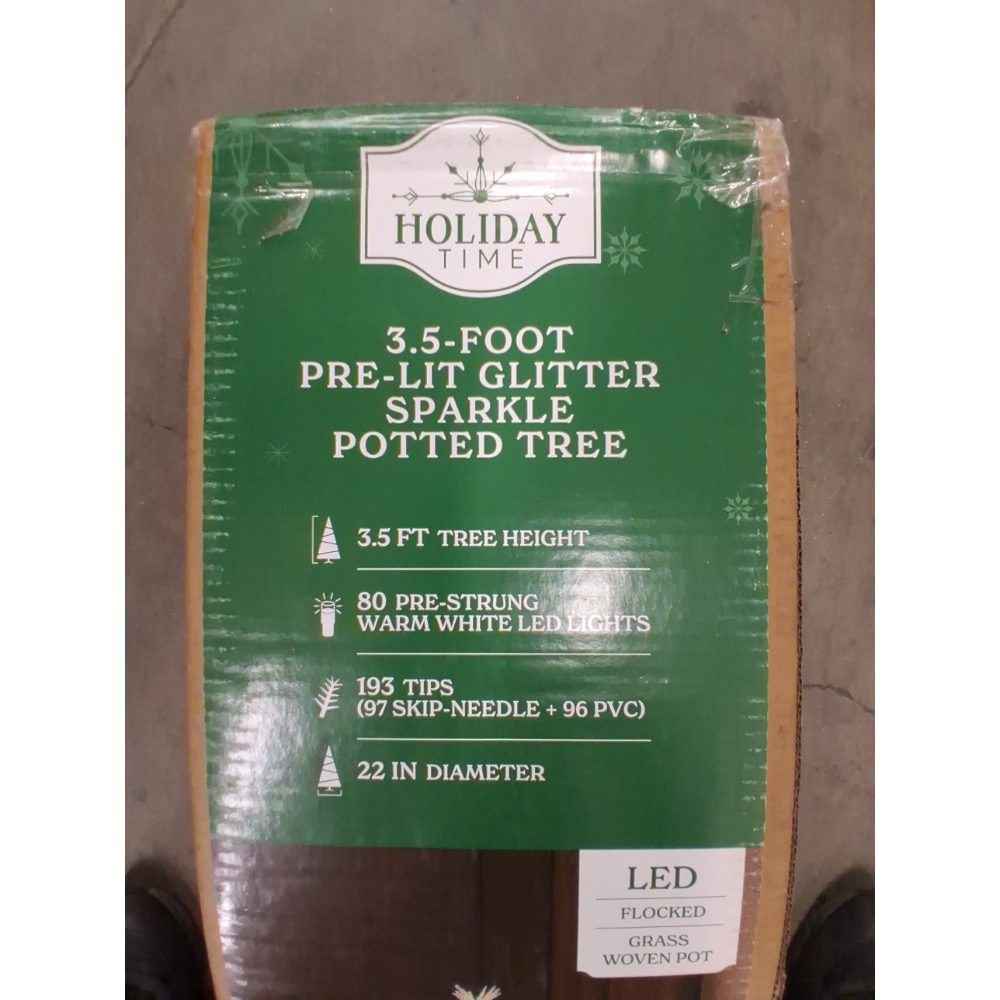 HOLIDAY
TIME
3.5-FOOT
PRE-LIT GLITTER
SPARKLE
POTTED TREE
3.5 FT TREE HEIGHT
80 PRE-STRUNG
WARM WHITE LED LIGHTS
193 TIPS
(97 SKIP-NEEDLE + 96 PVC)
22 IN DIAMETER
LED
FLOCKED
GRASS
WOVEN POT